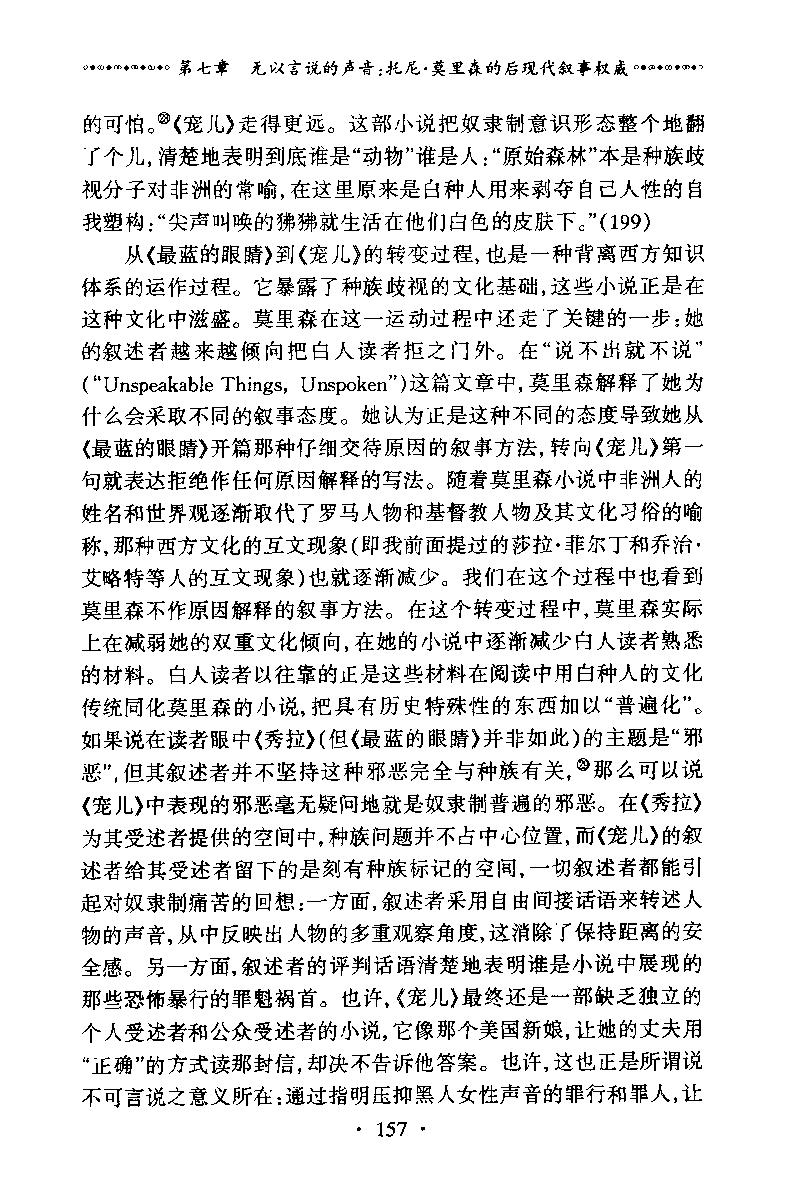 第七章 无以言说的声音:托尼·莫里森的后现代叙事权威
的可怕。㉘《宠儿》走得更远。这部小说把奴隶制意识形态整个地翻
了个儿,清楚地表明到底谁是“动物”谁是人:“原始森林”本是种族歧
视分子对非洲的常喻,在这里原来是白种人用来剥夺自己人性的自
我塑构:“尖声叫唤的狒狒就生活在他们白色的皮肤下。”(199)
从《最蓝的眼睛》到《宠儿》的转变过程,也是一种背离西方知识
体系的运作过程。它暴露了种族歧视的文化基础,这些小说正是在
这种文化中滋盛。莫里森在这一运动过程中还走了关键的一步:她
的叙述者越来越倾向把白人读者拒之门外。在“说不出就不说”
(“Unspeakable Things, Unspoken”)这篇文章中,莫里森解释了她为
什么会采取不同的叙事态度。她认为正是这种不同的态度导致她从
《最蓝的眼睛》开篇那种仔细交待原因的叙事方法,转向《宠儿》第一
句就表达拒绝作任何原因解释的写法。随着莫里森小说中非洲人的
姓名和世界观逐渐取代了罗马人物和基督教人物及其文化习俗的喻
称,那种西方文化的互文现象(即我前面提过的莎拉·菲尔丁和乔治·
艾略特等人的互文现象)也就逐渐减少。我们在这个过程中也看到
莫里森不作原因解释的叙事方法。在这个转变过程中,莫里森实际
上在减弱她的双重文化倾向,在她的小说中逐渐减少白人读者熟悉
的材料。白人读者以往靠的正是这些材料在阅读中用白种人的文化
传统同化莫里森的小说,把具有历史特殊性的东西加以“普遍化”。
如果说在读者眼中《秀拉》(但《最蓝的眼睛》并非如此)的主题是“邪
恶”,但其叙述者并不坚持这种邪恶完全与种族有关,㉙那么可以说
《宠儿》中表现的邪恶毫无疑问地就是奴隶制普遍的邪恶。在《秀拉》
为其受述者提供的空间中,种族问题并不占中心位置,而《宠儿》的叙
述者给其受述者留下的是刻有种族标记的空间,一切叙述者都能引
起对奴隶制痛苦的回想:一方面,叙述者采用自由间接话语来转述人
物的声音,从中反映出人物的多重观察角度,这消除了保持距离的安
全感。另一方面,叙述者的评判话语清楚地表明谁是小说中展现的
那些恐怖暴行的罪魁祸首。也许,《宠儿》最终还是一部缺乏独立的
个人受述者和公众受述者的小说,它像那个美国新娘,让她的丈夫用
“正确”的方式读那封信,却决不告诉他答案。也许,这也正是所谓说
不可言说之意义所在:通过指明压抑黑人女性声音的罪行和罪人,让
· 157 ·